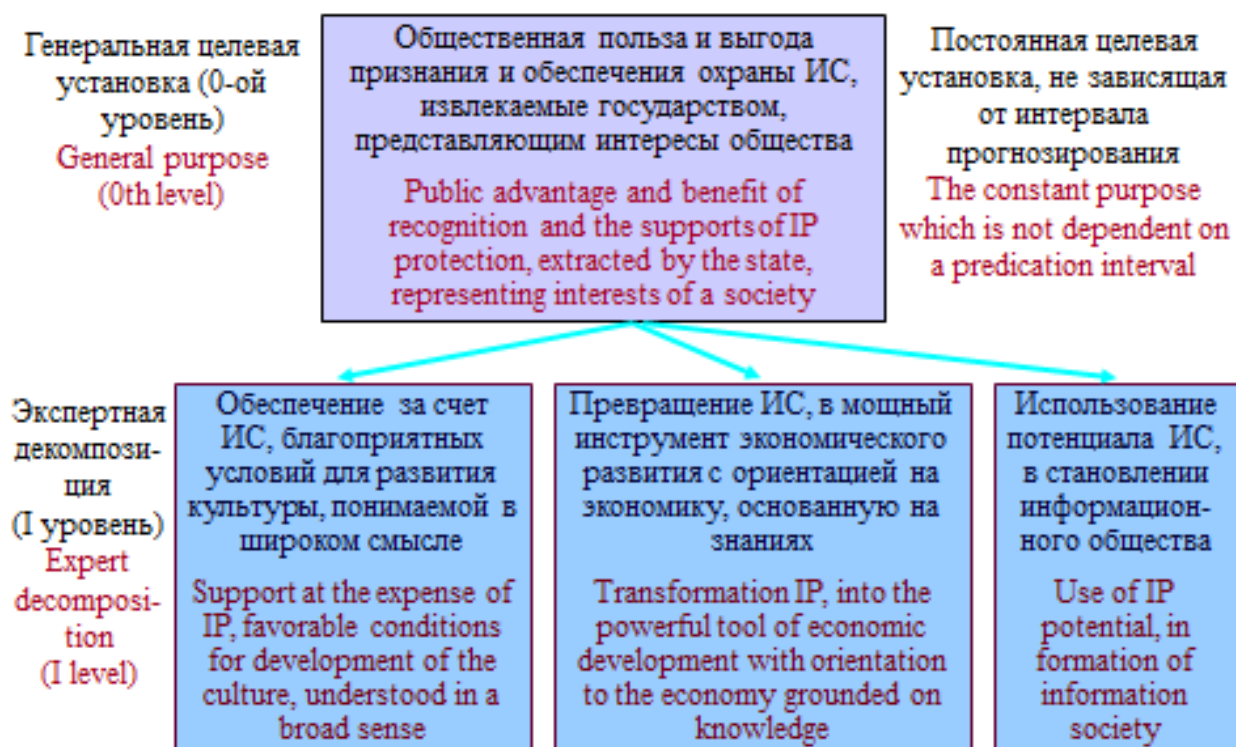 Генеральная целевая
установка (0-ой
уровень)
General purpose
(0th level)
Общественная польза и выгода
признания и обеспечения охраны ИС,
извлекаемые государством,
представляющим интересы общества
Public advantage and benefit of
recognition and the supports of IP
protection, extracted by the state,
representing interests of a society
Постоянная целевая
установка, не зависящая
от интервала
прогнозирования
The constant purpose
which is not dependent on
a predication interval
Экспертная
декомпози-
ция
(I уровень)
Expert
decomposi-
tion
(I level)
Обеспечение за счет
ИС, благоприятных
условий для развития
культуры, понимаемой в
широком смысле
Support at the expense of
IP, favorable conditions
for development of the
culture, understood in a
broad sense
Превращение ИС, в мощный
инструмент экономического
развития с ориентацией на
экономику, основанную на
знаниях
Transformation IP, into the
powerful tool of economic
development with orientation
to the economy grounded on
knowledge
Использование
потенциала ИС,
в становлении
информацион-
ного общества
Use of IP
potential, in
formation of
information
society